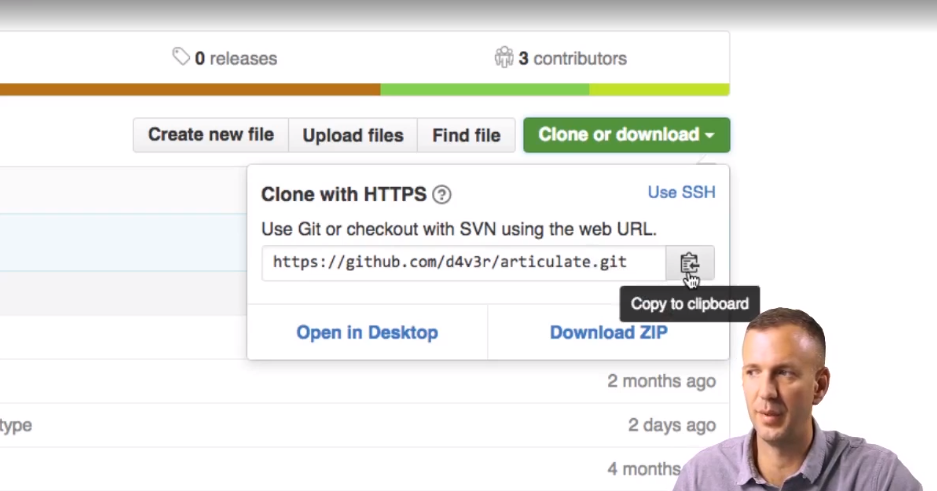 0 releases
3 contributors
Create new file
Upload files
Find file
Clone or download
Clone with HTTPS ?
Use SSH
Use Git or checkout with SVN using the web URL.
https://github.com/d4v3r/articulate.git
Copy to clipboard
Open in Desktop
Download ZIP
2 months ago
type
2 days ago
4 months